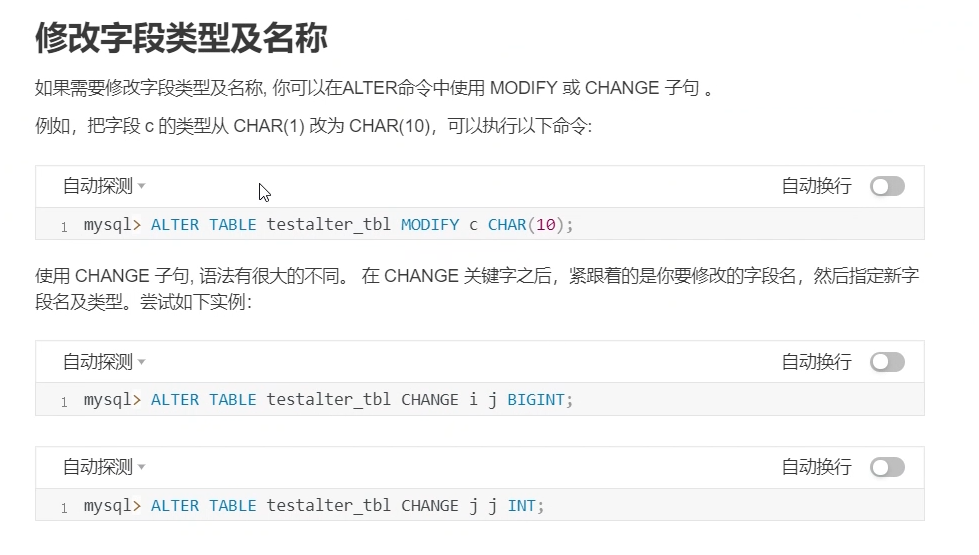 修改字段类型及名称
如果需要修改字段类型及名称, 你可以在ALTER命令中使用 MODIFY 或 CHANGE 子句 。
例如，把字段 c 的类型从 CHAR(1) 改为 CHAR(10)，可以执行以下命令:
自动探测 自动换行
1 mysql> ALTER TABLE testalter_tbl MODIFY c CHAR(10);
使用 CHANGE 子句, 语法有很大的不同。 在 CHANGE 关键字之后，紧跟着的是你要修改的字段名，然后指定新字
段名及类型。尝试如下实例：
自动探测 自动换行
1 mysql> ALTER TABLE testalter_tbl CHANGE i j BIGINT;
自动探测 自动换行
1 mysql> ALTER TABLE testalter_tbl CHANGE j j INT;